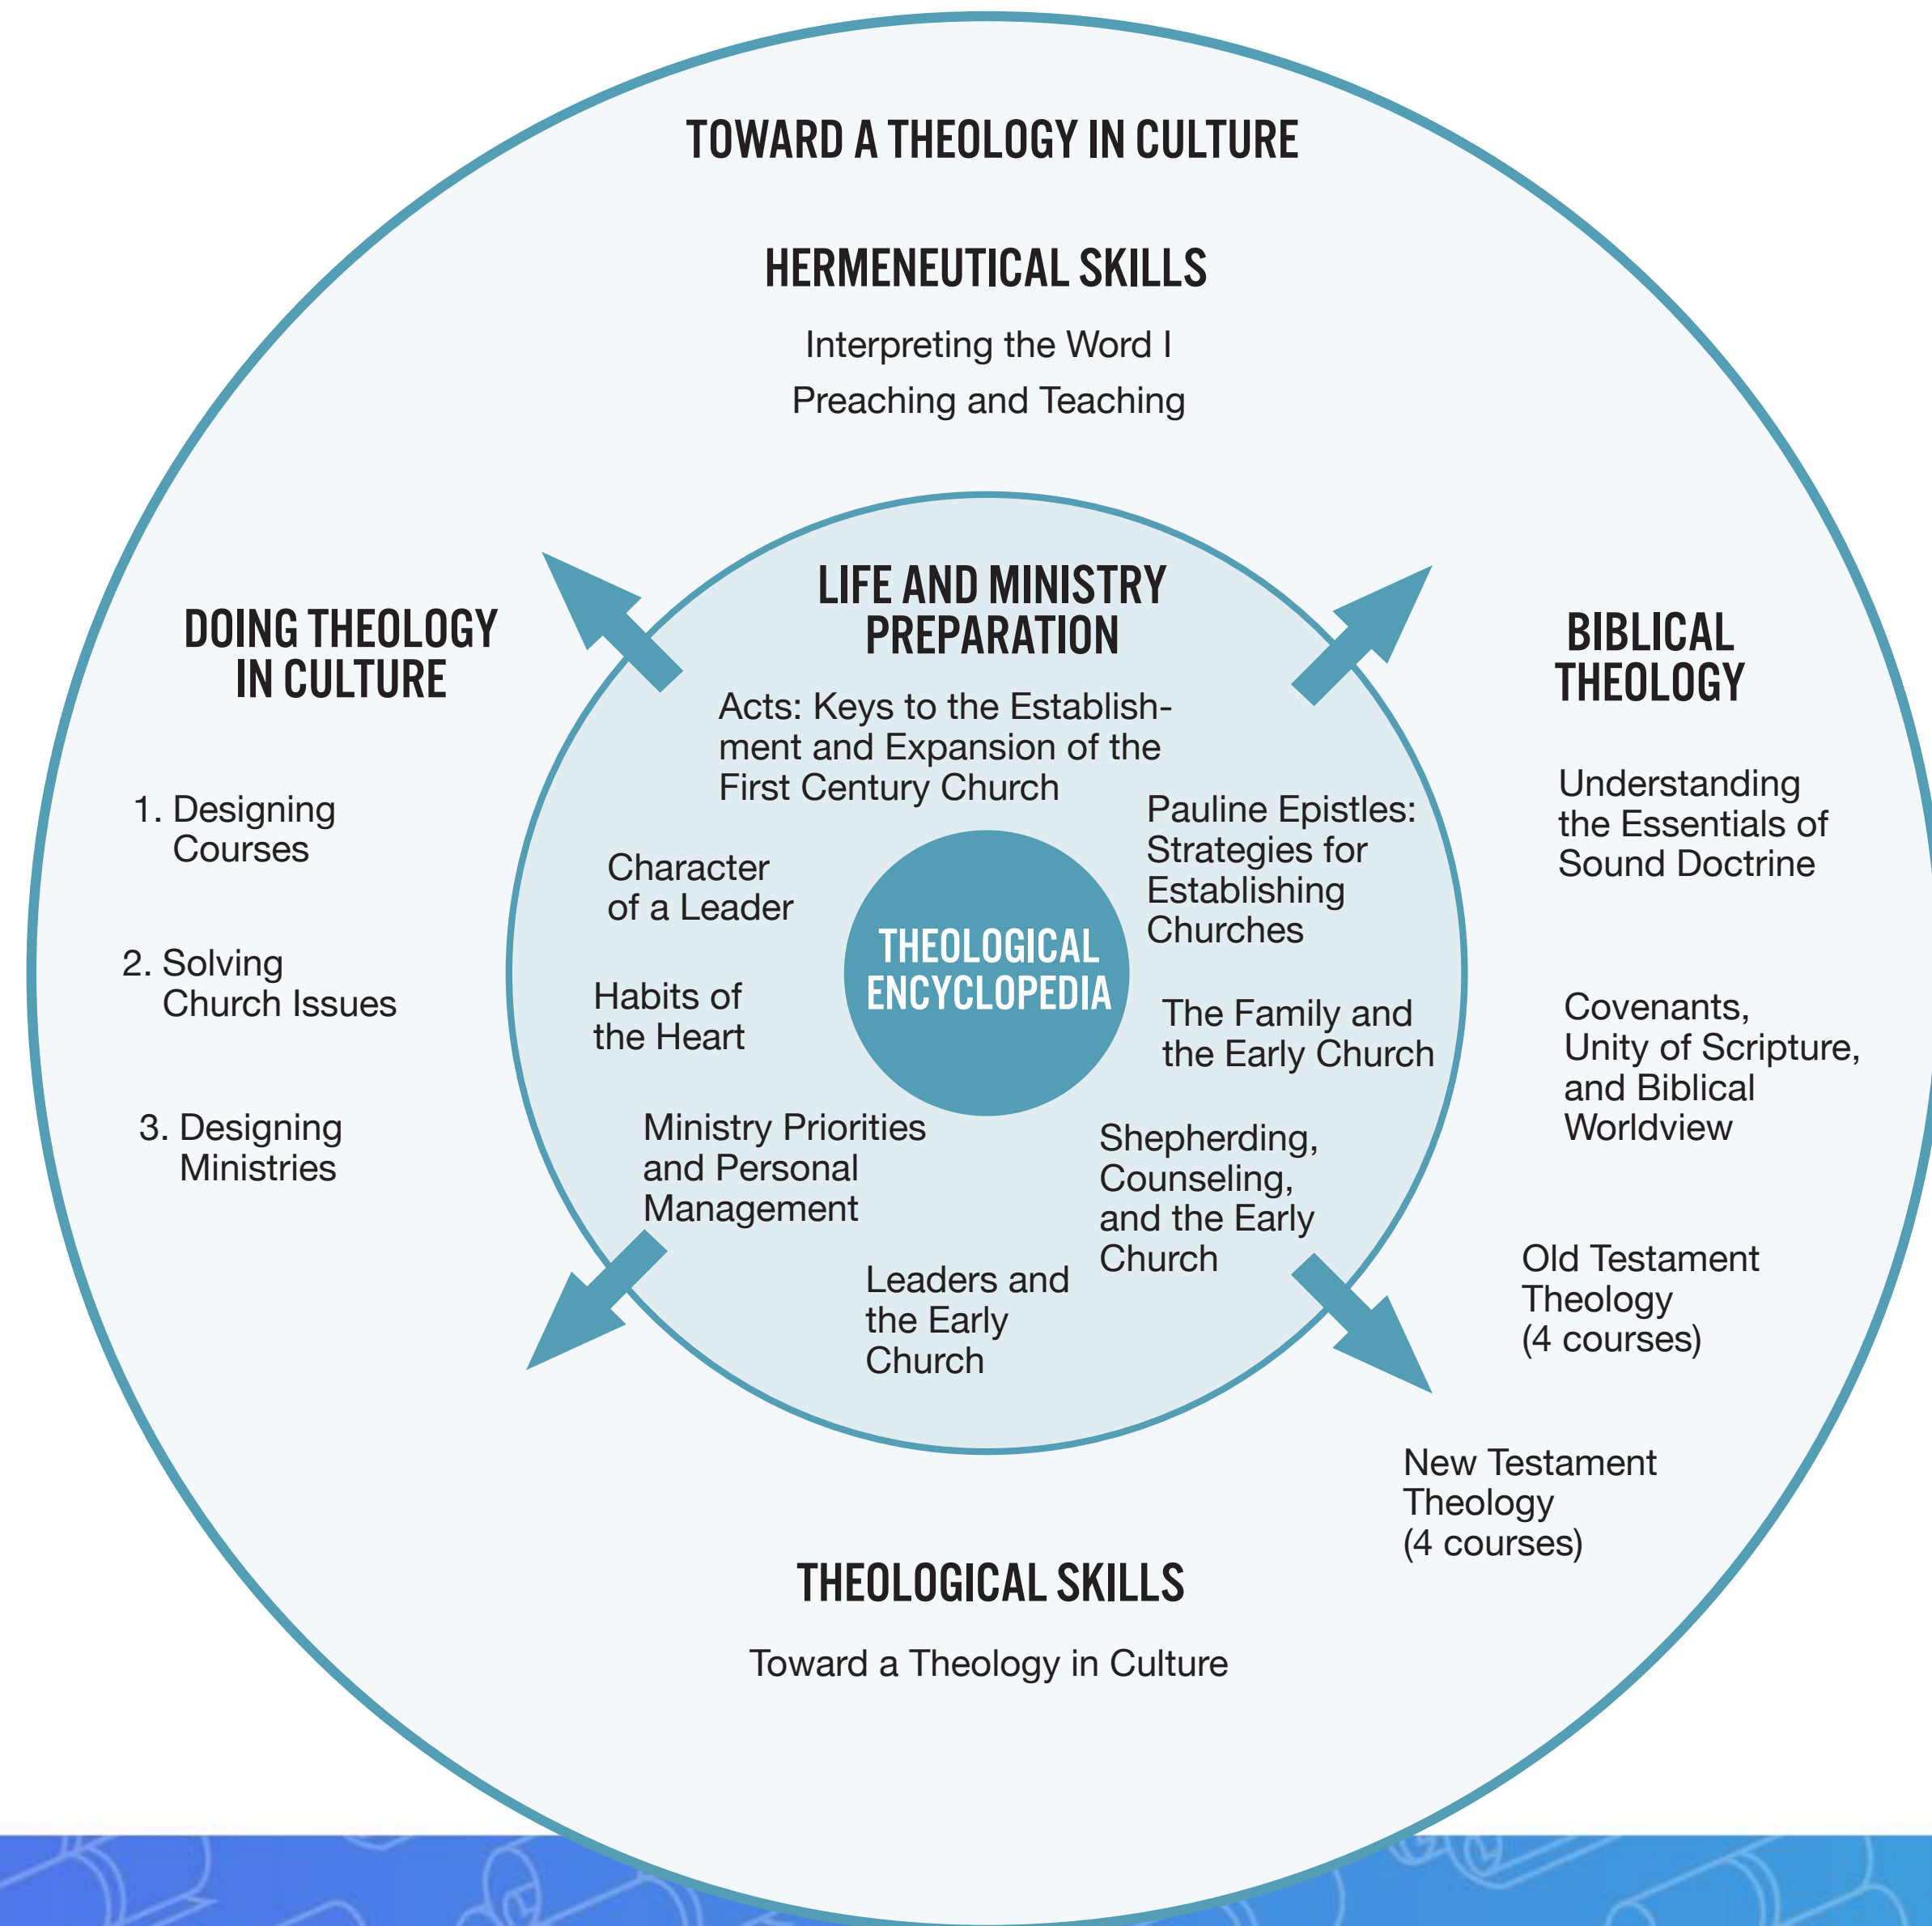 TOWARD A THEOLOGY IN CULTURE
HERMENEUTICAL SKILLS
Interpreting the Word I
Preaching and Teaching
DOING THEOLOGY
IN CULTURE
1. Designing
Courses
2. Solving
Church Issues
3. Designing
Ministries
LIFE AND MINISTRY
PREPARATION
Acts: Keys to the Establish-
ment and Expansion of the
First Century Church
Character
of a Leader
Habits of
the Heart
Ministry Priorities
and Personal
Management
THEOLOGICAL
ENCYCLOPEDIA
Pauline Epistles:
Strategies for
Establishing
Churches
The Family and
the Early Church
Shepherding,
Counseling,
and the Early
Church
Leaders and
the Early
Church
BIBLICAL
THEOLOGY
Understanding
the Essentials of
Sound Doctrine
Covenants,
Unity of Scripture,
and Biblical
Worldview
Old Testament
Theology
(4 courses)
New Testament
Theology
(4 courses)
THEOLOGICAL SKILLS
Toward a Theology in Culture